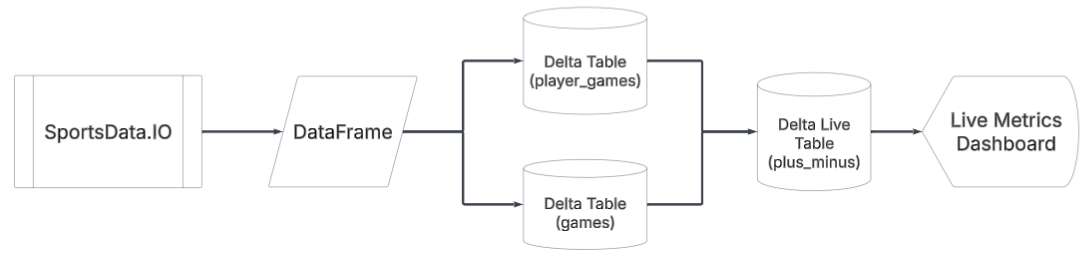 SportsData.IO
DataFrame
Delta Table
(player_games)
Delta Table
(games)
Delta Live
Table
(plus_minus)
Live Metrics
Dashboard